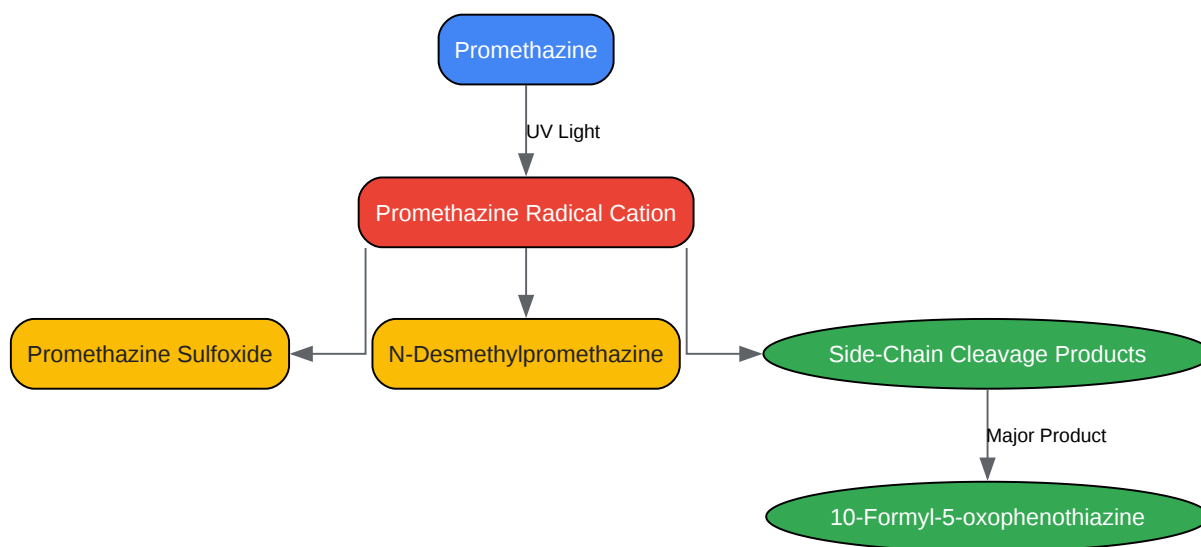 Promethazine
UV Light
Promethazine Radical Cation
Promethazine Sulfoxide
N-Desmethylpromethazine
Side-Chain Cleavage Products
Major Product
10-Formyl-5-oxophenothiazine